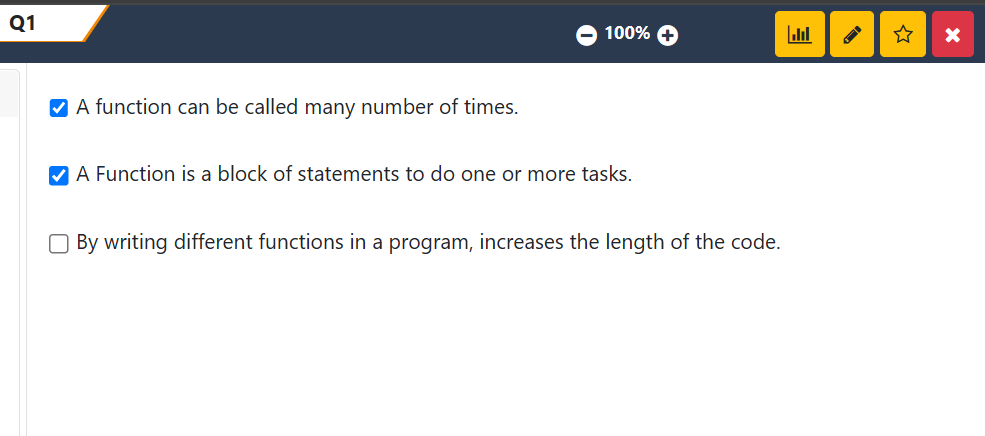 Q1
100%
A function can be called many number of times.
A Function is a block of statements to do one or more tasks.
By writing different functions in a program, increases the length of the code.